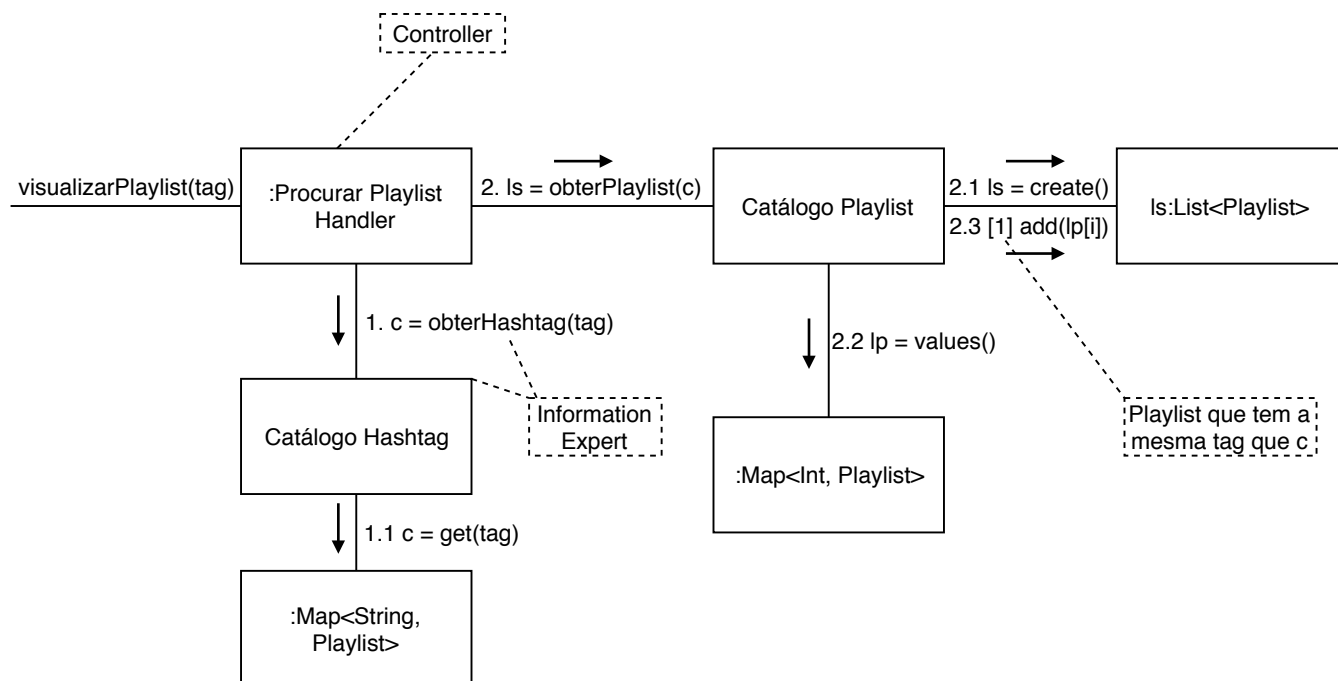 Controller
visualizarPlaylist(tag)
:Procurar Playlist
Handler
2. ls = obterPlaylist(c)
Catálogo Playlist
2.1 ls = create()
2.3 [1] add(lp[i])
ls:List<Playlist>
1. c = obterHashtag(tag)
2.2 lp = values()
Catálogo Hashtag
Information
Expert
:Map<Int, Playlist>
Playlist que tem a
mesma tag que c
1.1 c = get(tag)
:Map<String,
Playlist>